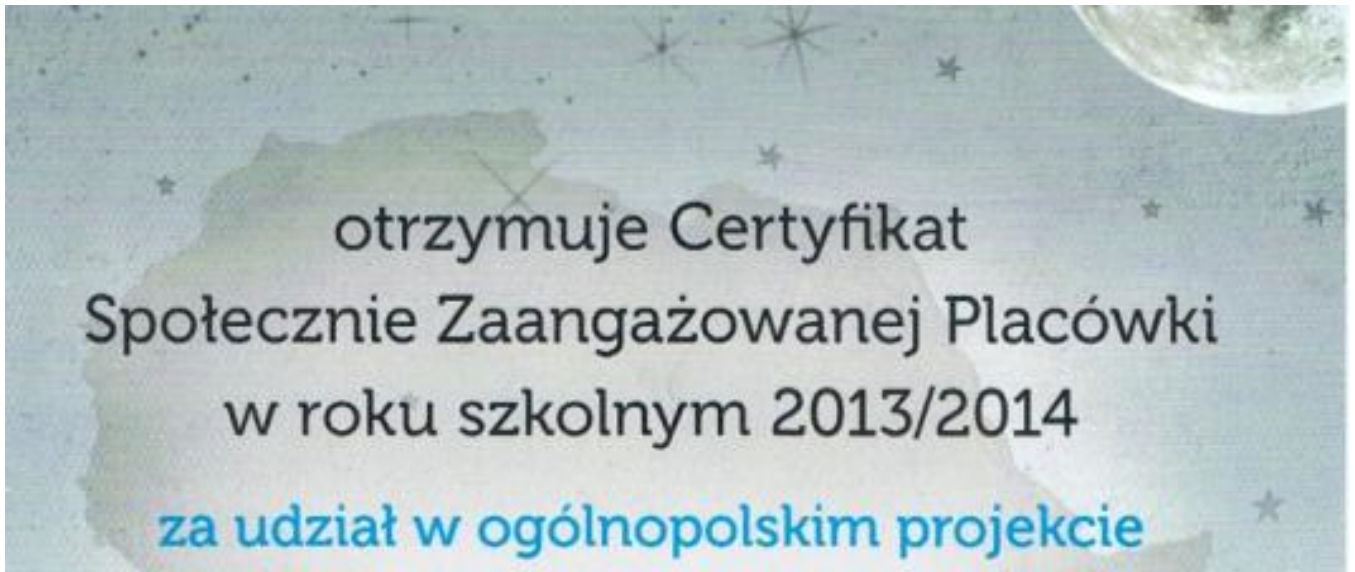 otrzymuje Certyfikat
Społecznie Zaangażowanej Placówki
w roku szkolnym 2013/2014
za udział w ogólnopolskim projekcie